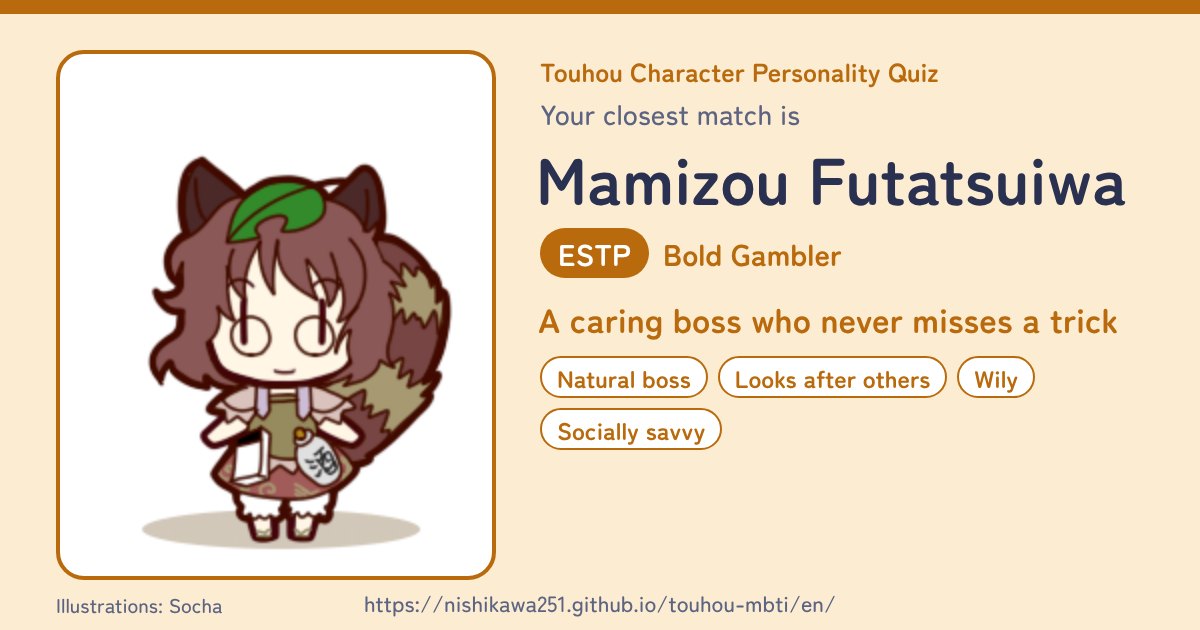 Touhou Character Personality Quiz
Your closest match is
Mamizou Futatsuiwa
ESTP Bold Gambler
A caring boss who never misses a trick
Natural boss Looks after others Wily
Socially savvy
酒
Illustrations: Socha https://nishikawa251.github.io/touhou-mbti/en/